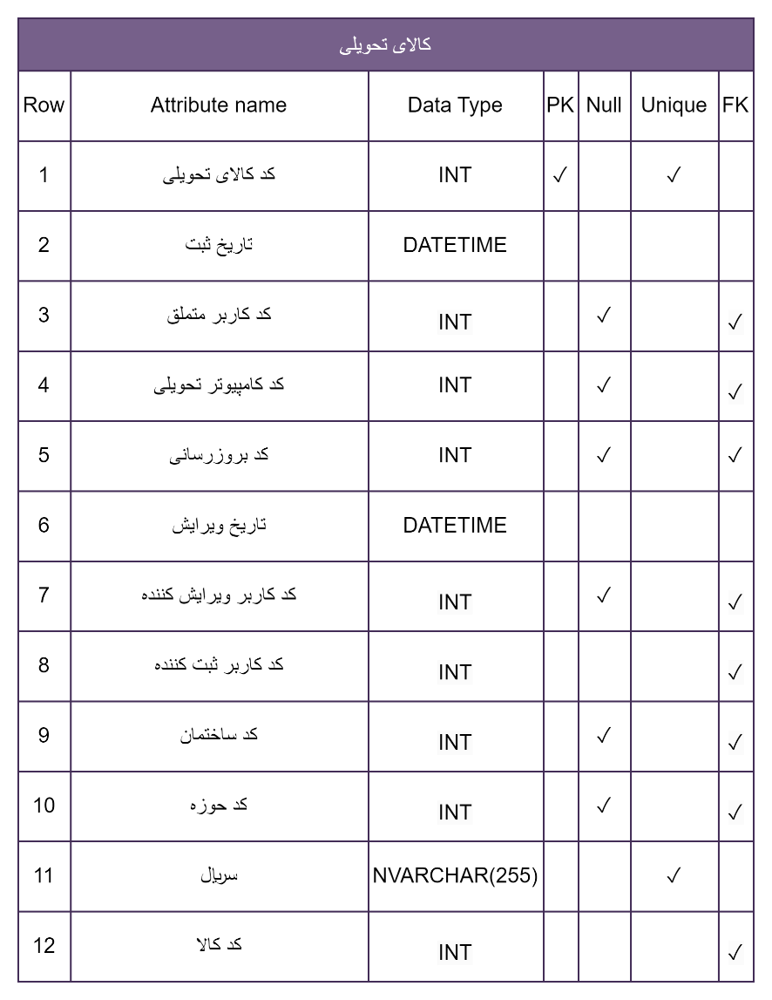 کالای تحویلی
Row Attribute name Data Type PK Null Unique FK
1 کد کالای تحویلی INT ✓ ✓
2 تاریخ ثبت DATETIME
3 کد کاربر متملق INT ✓ ✓
4 کد کامپیوتر تحویلی INT ✓ ✓
5 کد بروزرسانی INT ✓ ✓
6 تاریخ ویرایش DATETIME
7 کد کاربر ویرایش کننده INT ✓ ✓
8 کد کاربر ثبت کننده INT ✓
9 کد ساختمان INT ✓ ✓
10 کد حوزه INT ✓ ✓
11 سریال NVARCHAR(255) ✓
12 کد کالا INT ✓